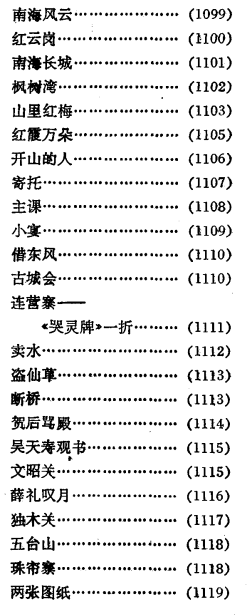 南海风云……………………(1099)
红云岗……………………(1100)
南海长城……………………(1101)
枫树湾……………………(1102)
山里红梅……………………(1103)
红霞万朵……………………(1105)
开山的人……………………(1106)
寄托……………………(1107)
主课……………………(1108)
小宴……………………(1109)
借东风……………………(1110)
古城会……………………(1110)
连营寨——
《哭灵牌》一折…………(1111)
卖水……………………(1112)
盗仙草……………………(1113)
断桥……………………(1113)
贺后骂殿……………………(1114)
吴天寿观书……………………(1115)
文昭关……………………(1115)
薛礼叹月……………………(1116)
独木关……………………(1117)
五台山……………………(1118)
珠帘寨……………………(1118)
两张图纸……………………(1119)